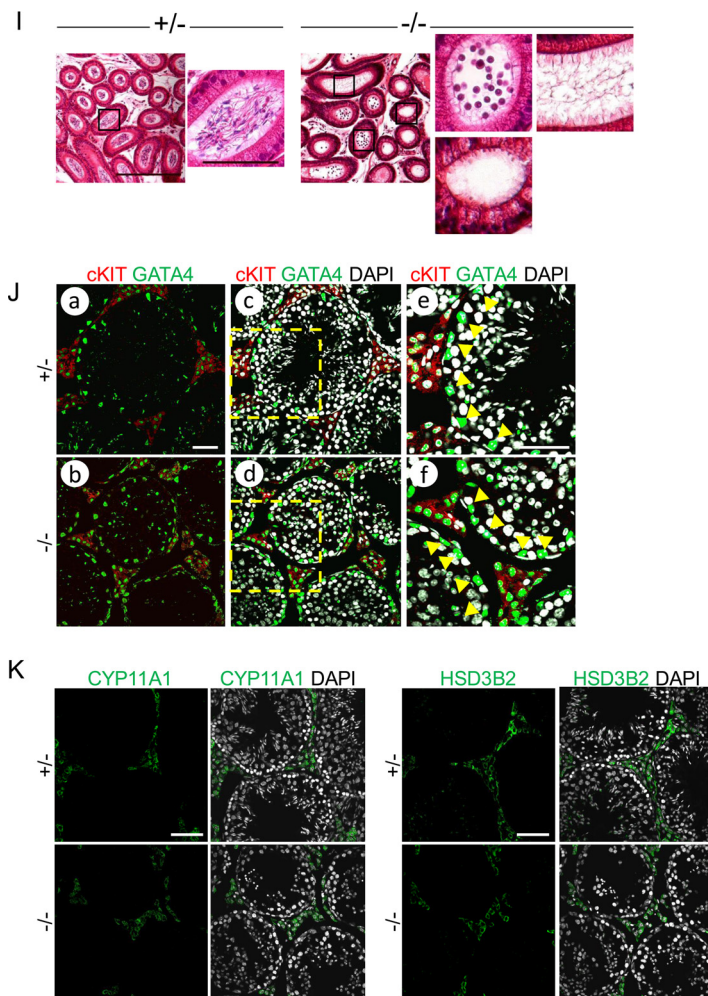 I
+/-
-/-
J
cKIT GATA4
cKIT GATA4 DAPI
cKIT GATA4 DAPI
+/-
a
c
e
-/-
b
d
f
K
CYP11A1
CYP11A1 DAPI
HSD3B2
HSD3B2 DAPI
+/-
+/-
-/-
-/-